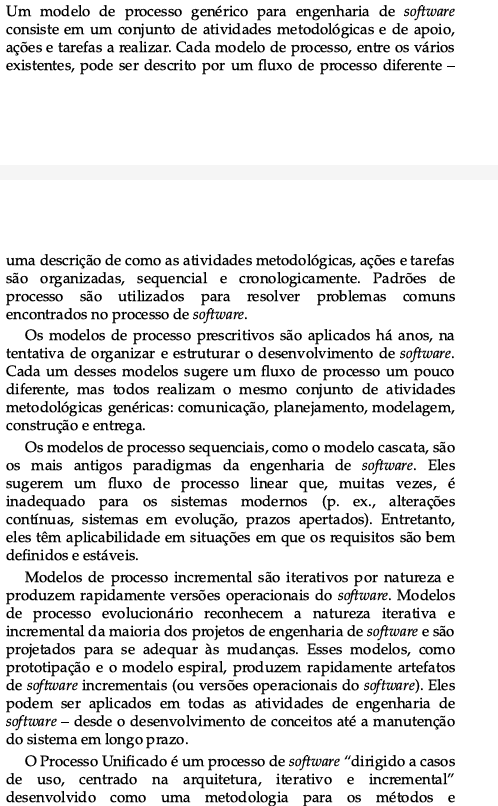 Um modelo de processo genérico para engenharia de software
consiste em um conjunto de atividades metodológicas e de apoio,
ações e tarefas a realizar. Cada modelo de processo, entre os vários
existentes, pode ser descrito por um fluxo de processo diferente –
uma descrição de como as atividades metodológicas, ações e tarefas
são organizadas, sequencial e cronologicamente. Padrões de
processo são utilizados para resolver problemas comuns
encontrados no processo de software.
Os modelos de processo prescritivos são aplicados há anos, na
tentativa de organizar e estruturar o desenvolvimento de software.
Cada um desses modelos sugere um fluxo de processo um pouco
diferente, mas todos realizam o mesmo conjunto de atividades
metodológicas genéricas: comunicação, planejamento, modelagem,
construção e entrega.
Os modelos de processo sequenciais, como o modelo cascata, são
os mais antigos paradigmas da engenharia de software. Eles
sugerem um fluxo de processo linear que, muitas vezes, é
inadequado para os sistemas modernos (p. ex., alterações
contínuas, sistemas em evolução, prazos apertados). Entretanto,
eles têm aplicabilidade em situações em que os requisitos são bem
definidos e estáveis.
Modelos de processo incremental são iterativos por natureza e
produzem rapidamente versões operacionais do software. Modelos
de processo evolucionário reconhecem a natureza iterativa e
incremental da maioria dos projetos de engenharia de software e são
projetados para se adequar às mudanças. Esses modelos, como
prototipação e o modelo espiral, produzem rapidamente artefatos
de software incrementais (ou versões operacionais do software). Eles
podem ser aplicados em todas as atividades de engenharia de
software – desde o desenvolvimento de conceitos até a manutenção
do sistema em longo prazo.
O Processo Unificado é um processo de software “dirigido a casos
de uso, centrado na arquitetura, iterativo e incremental”
desenvolvido como uma metodologia para os métodos e